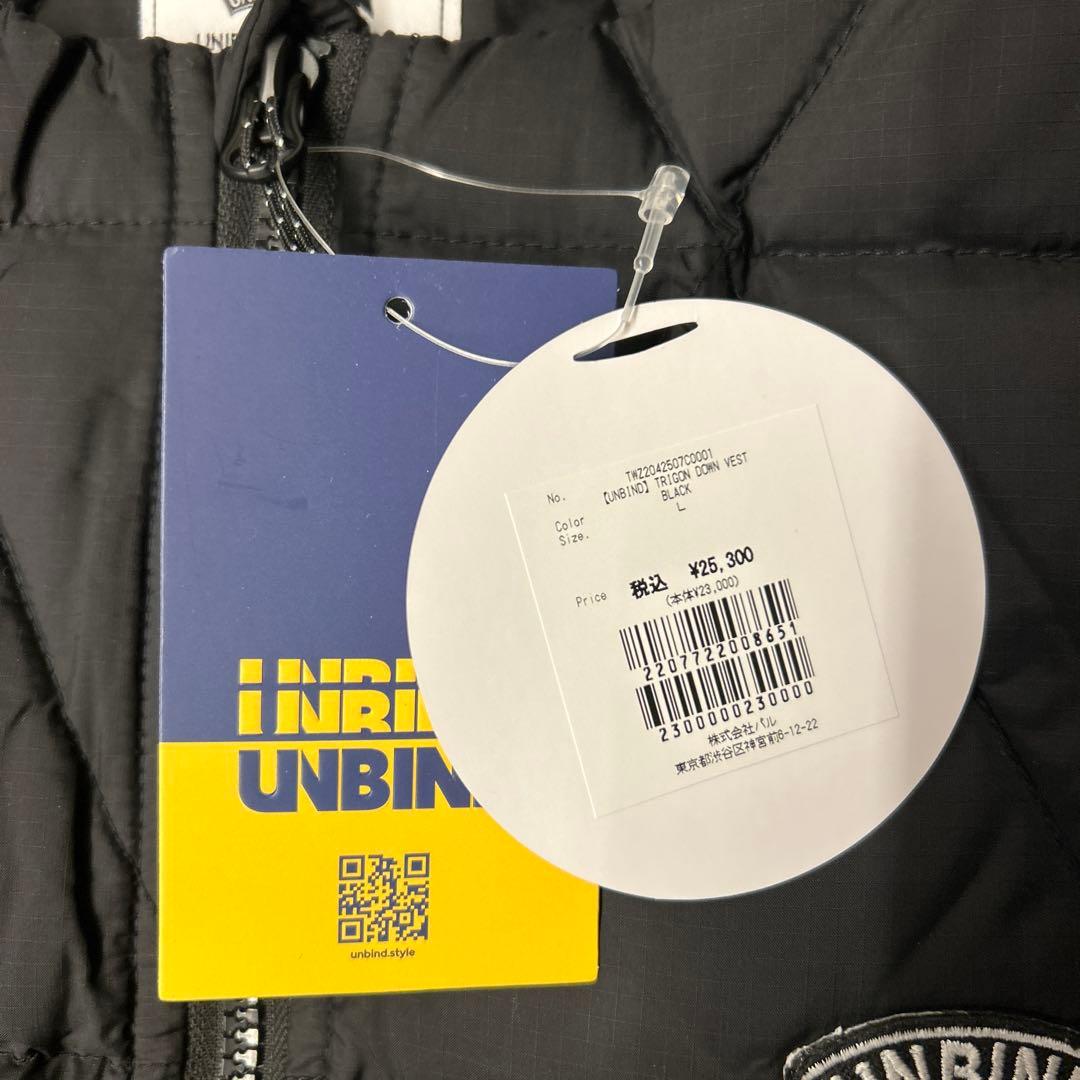 UNBIND
UNBIND
UNBIND
unbind.style
TWZ2042507C0001
No. 【UNBIND】TRIGON DOWN VEST
Color BLACK
Size. L
Price 税込 ¥25,300
(本体¥23,000)
2207722008651
2300000230000
株式会社パル
東京都渋谷区神宮前6-12-22
UNBIND